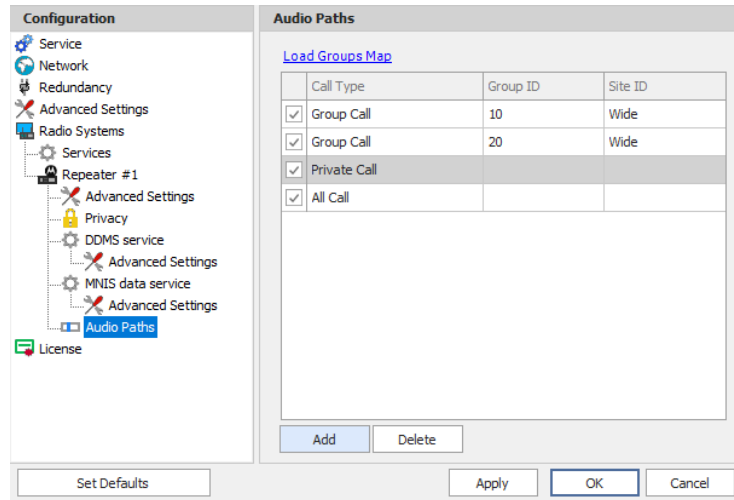 Configuration
Service
Network
Redundancy
Advanced Settings
Radio Systems
Services
Repeater #1
Advanced Settings
Privacy
DDMS service
Advanced Settings
MNIS data service
Advanced Settings
Audio Paths
License
Set Defaults
Audio Paths
Load Groups Map
Call Type Group ID Site ID
Group Call 10 Wide
Group Call 20 Wide
Private Call
All Call
Add Delete
Apply OK Cancel